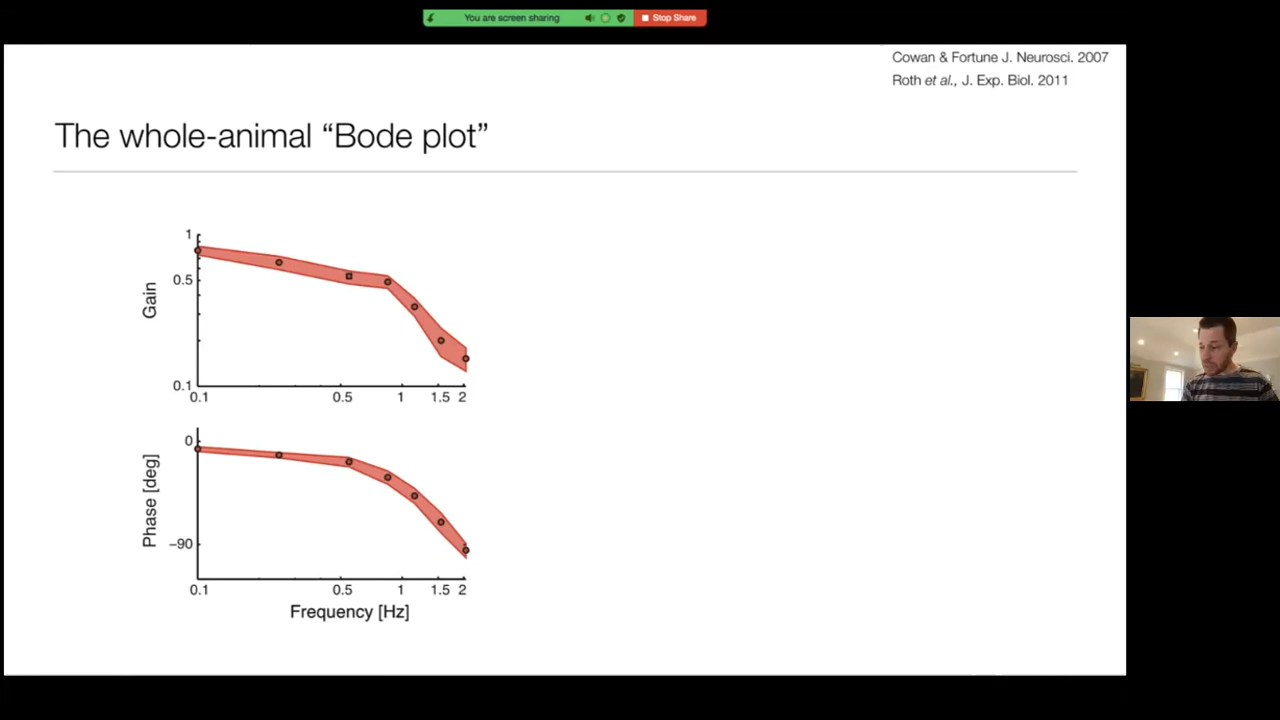 You are screen sharing
Stop Share
Cowan & Fortune J. Neurosci. 2007
Roth et al., J. Exp. Biol. 2011
The whole-animal “Bode plot”
1
0.5
0.1
Gain
0.1 0.5 1 1.5 2
0
−90
Phase [deg]
0.1 0.5 1 1.5 2
Frequency [Hz]